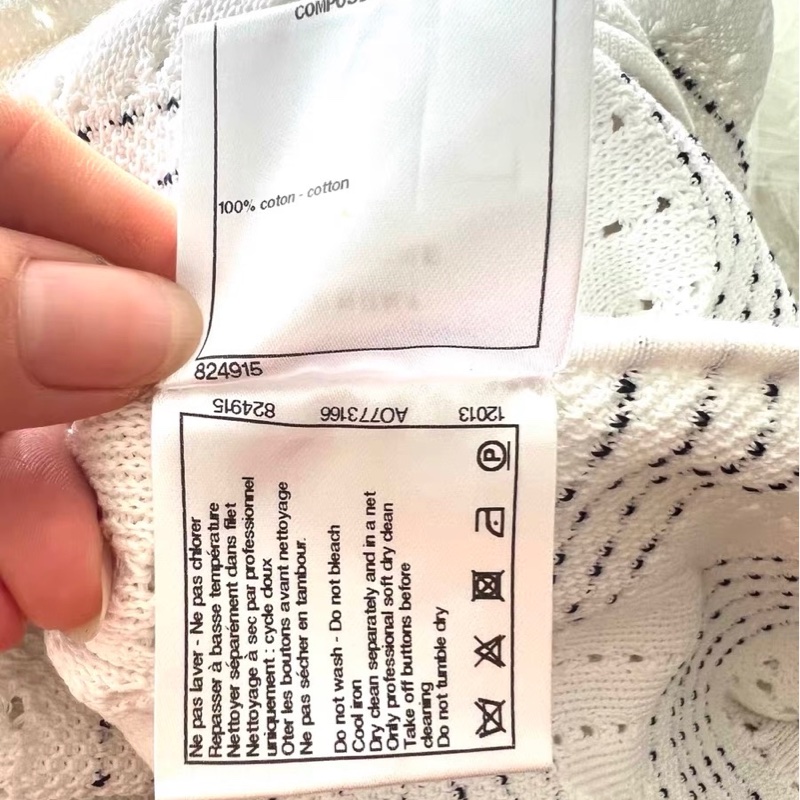 100% coton - cotton
824915
824915 AO773166 12013
Ne pas laver - Ne pas chlorer
Repasser à basse température
Nettoyer séparément dans filet
Nettoyage à sec par professionnel
uniquement : cycle doux
Oter les boutons avant nettoyage
Ne pas sécher en tambour.
Do not wash - Do not bleach
Cool iron
Dry clean separately and in a net
Only professional soft dry clean
Take off buttons before
cleaning
Do not tumble dry
P